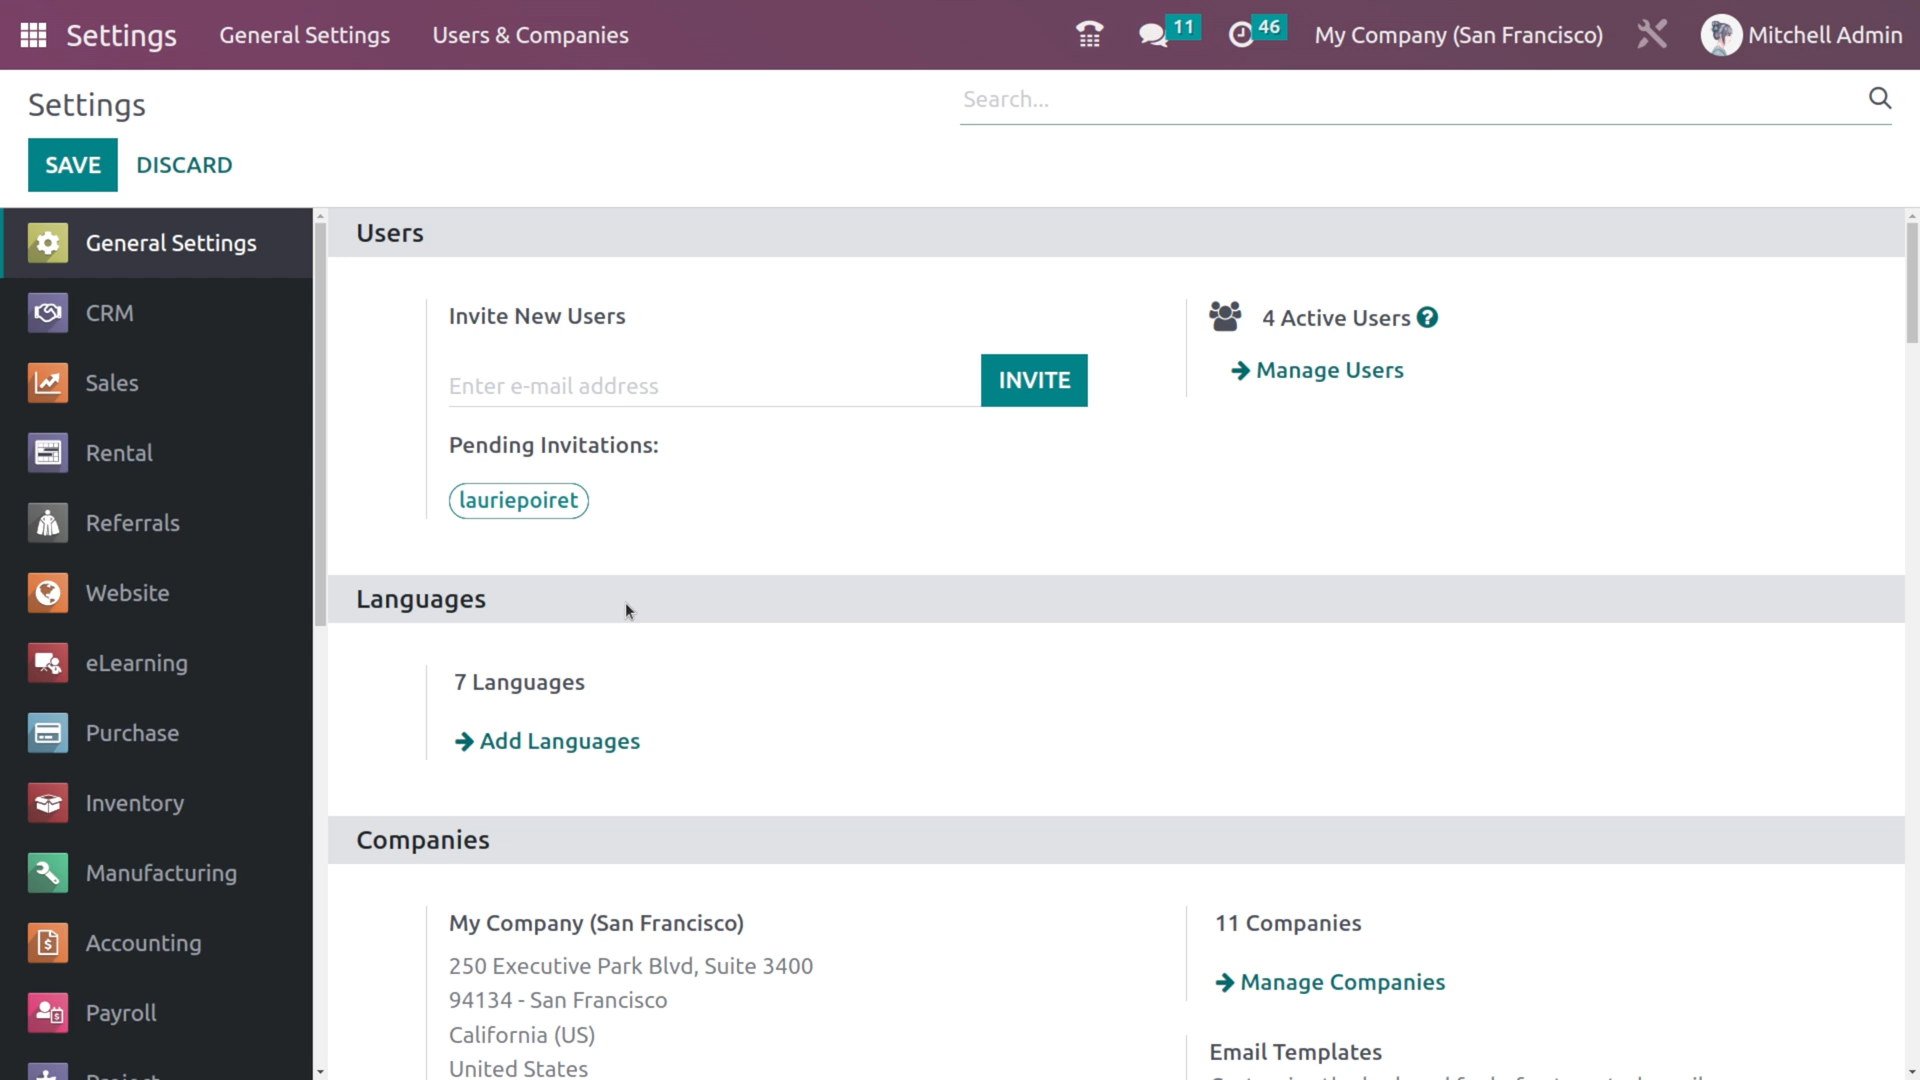 Settings General Settings Users & Companies 11 46 My Company (San Francisco) Mitchell Admin
Settings
Search...
SAVE DISCARD
General Settings
CRM
Sales
Rental
Referrals
Website
eLearning
Purchase
Inventory
Manufacturing
Accounting
Payroll
Project
Users
Invite New Users
Enter e-mail address INVITE
Pending Invitations:
lauriepoiret
4 Active Users ?
Manage Users
Languages
7 Languages
Add Languages
Companies
My Company (San Francisco)
250 Executive Park Blvd, Suite 3400
94134 - San Francisco
California (US)
United States
11 Companies
Manage Companies
Email Templates